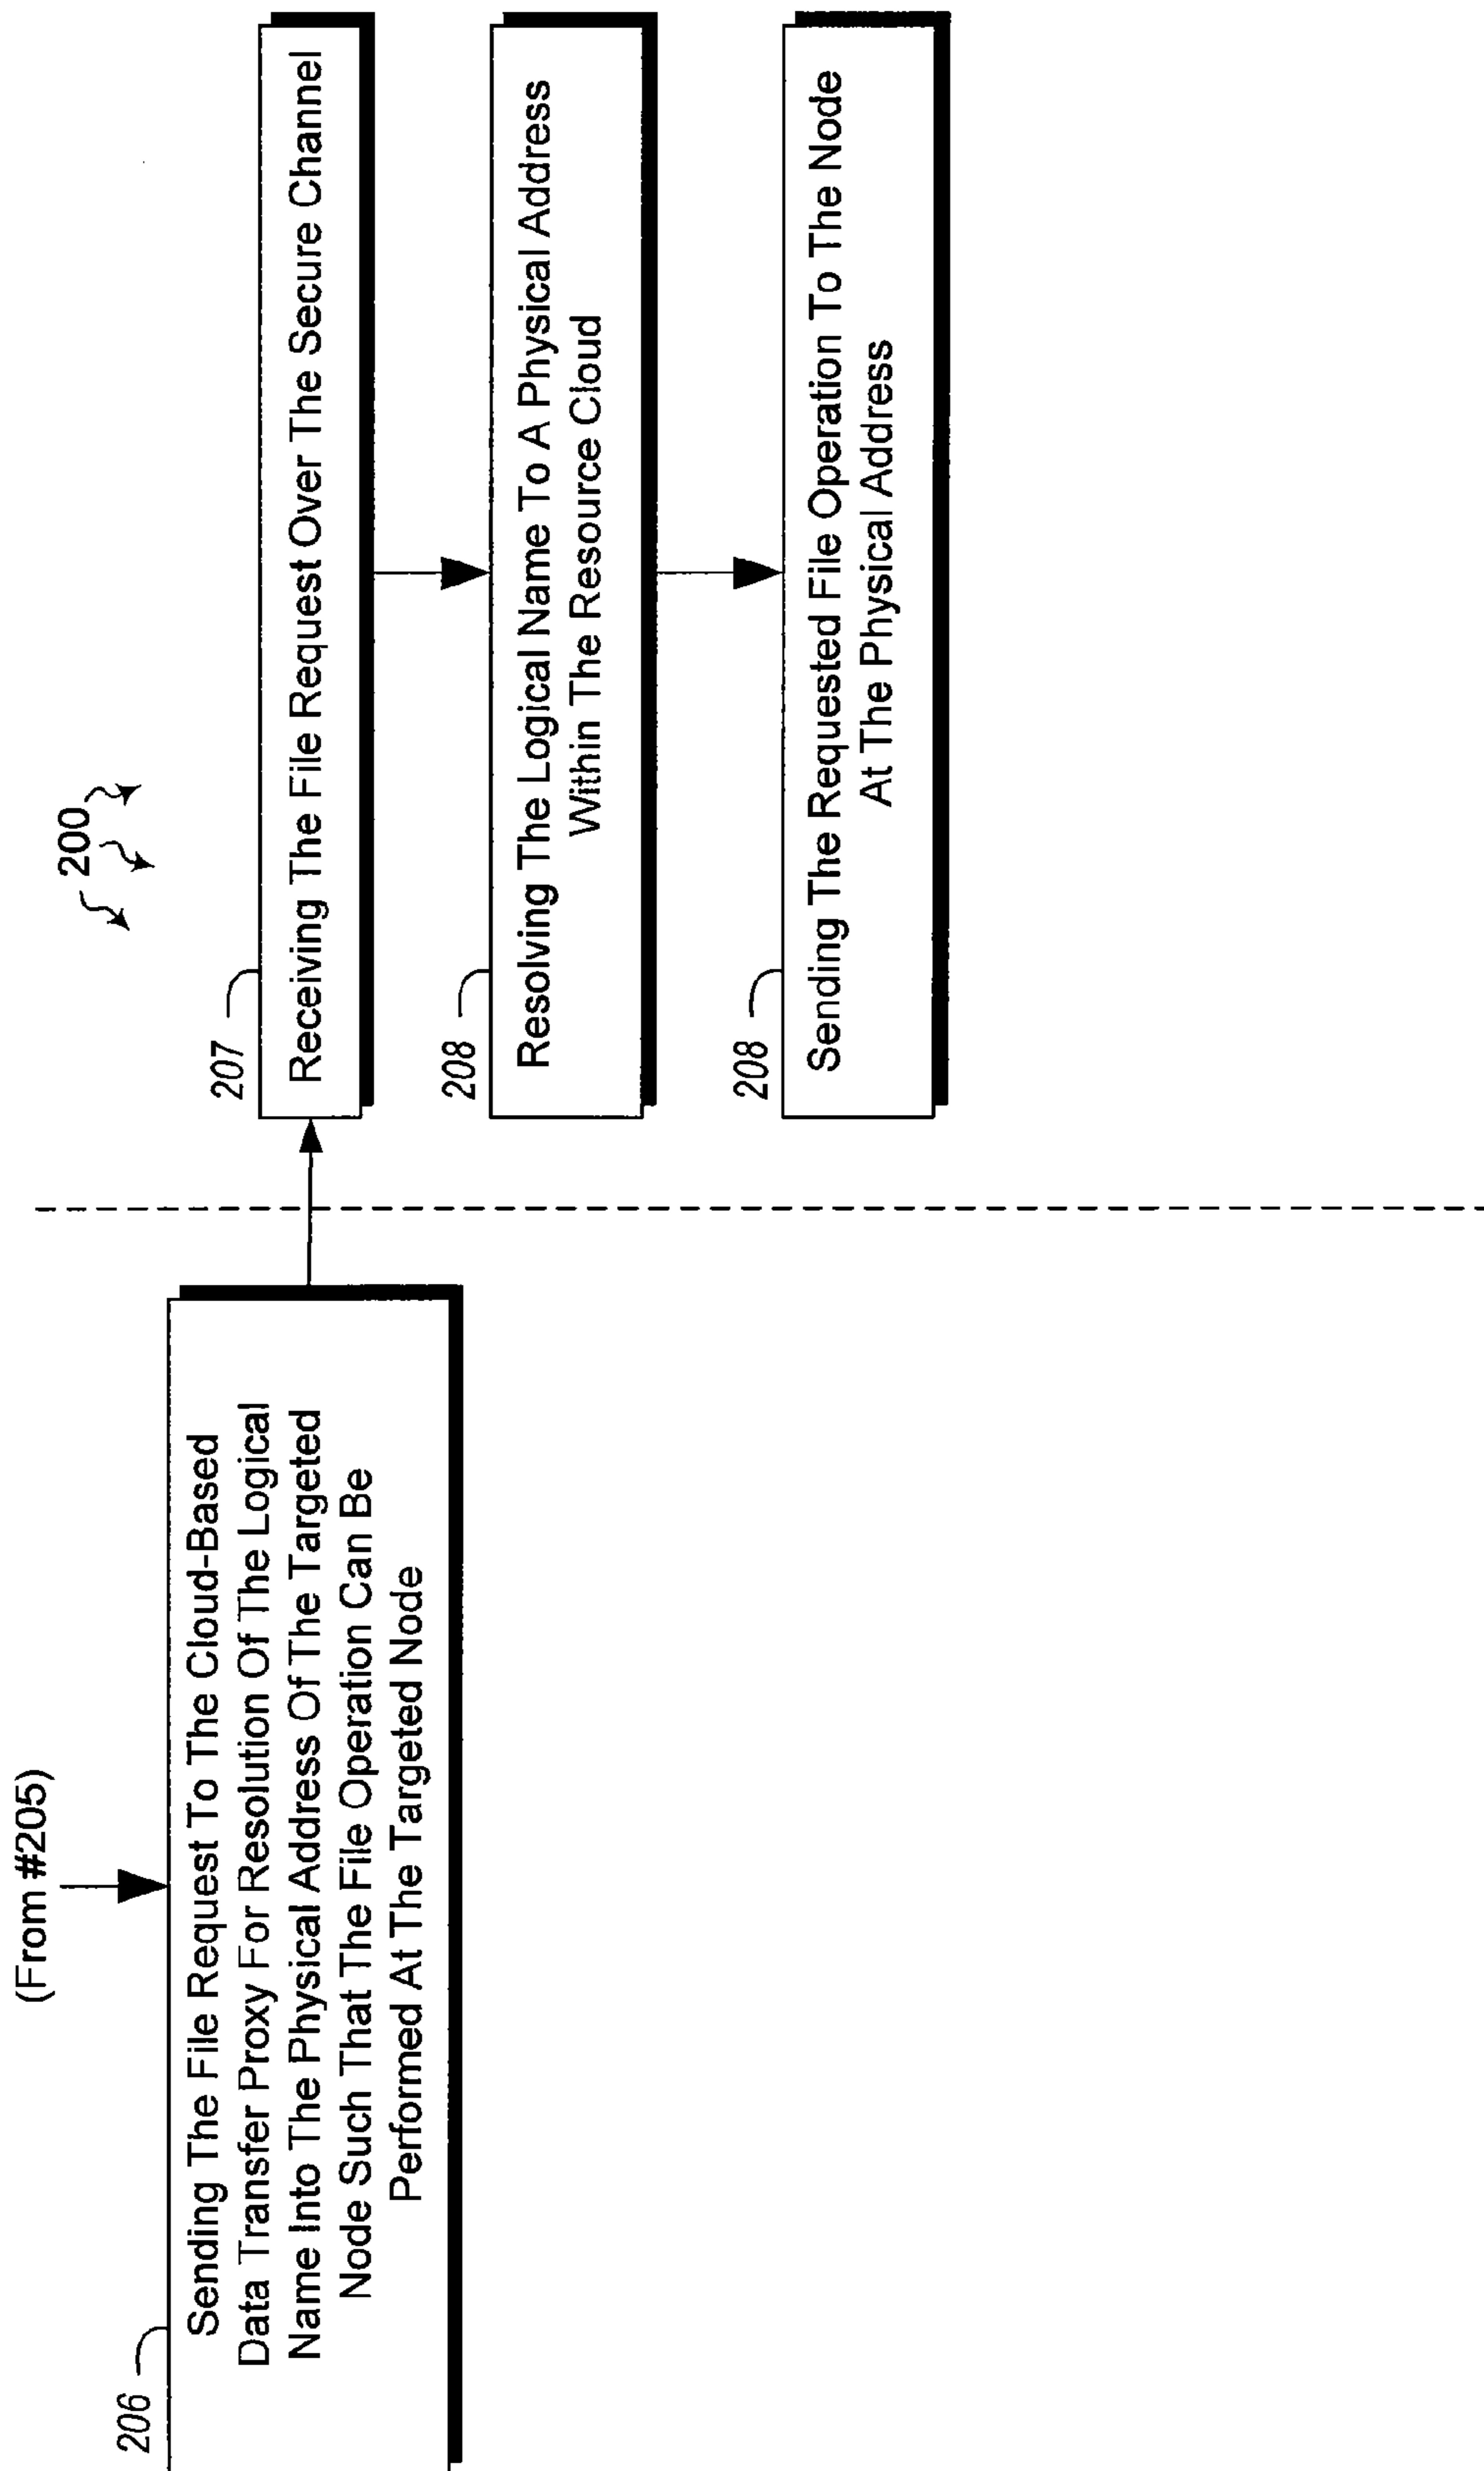 200
(From #205)
206
Sending The File Request To The Cloud-Based
Data Transfer Proxy For Resolution Of The Logical
Name Into The Physical Address Of The Targeted
Node Such That The File Operation Can Be
Performed At The Targeted Node
207
Receiving The File Request Over The Secure Channel
208
Resolving The Logical Name To A Physical Address
Within The Resource Cloud
208
Sending The Requested File Operation To The Node
At The Physical Address